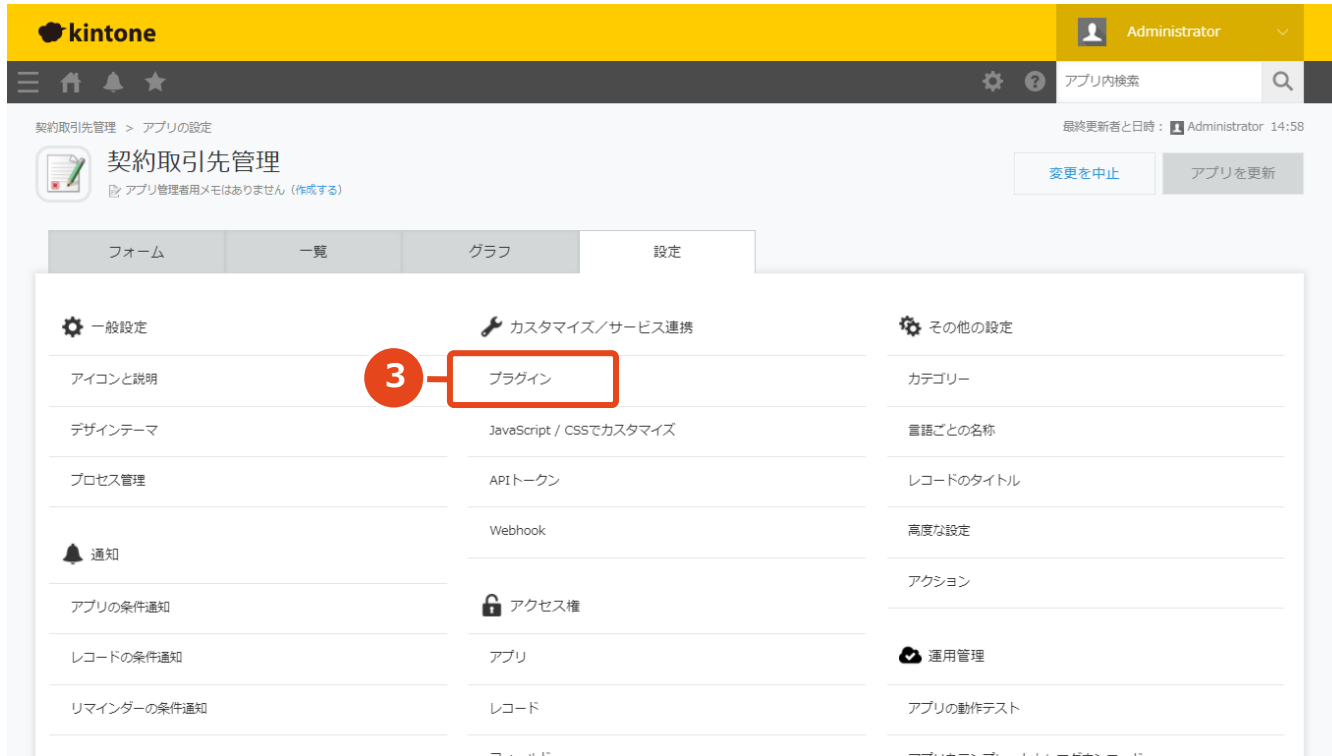 kintone
Administrator
アプリ内検索
契約取引先管理 > アプリの設定
最終更新者と日時： Administrator 14:58
契約取引先管理
アプリ管理者用メモはありません（作成する）
変更を中止
アプリを更新
フォーム
一覧
グラフ
設定
一般設定
アイコンと説明
デザインテーマ
プロセス管理
通知
アプリの条件通知
レコードの条件通知
リマインダーの条件通知
カスタマイズ／サービス連携
3
プラグイン
JavaScript / CSSでカスタマイズ
APIトークン
Webhook
アクセス権
アプリ
レコード
その他の設定
カテゴリー
言語ごとの名称
レコードのタイトル
高度な設定
アクション
運用管理
アプリの動作テスト